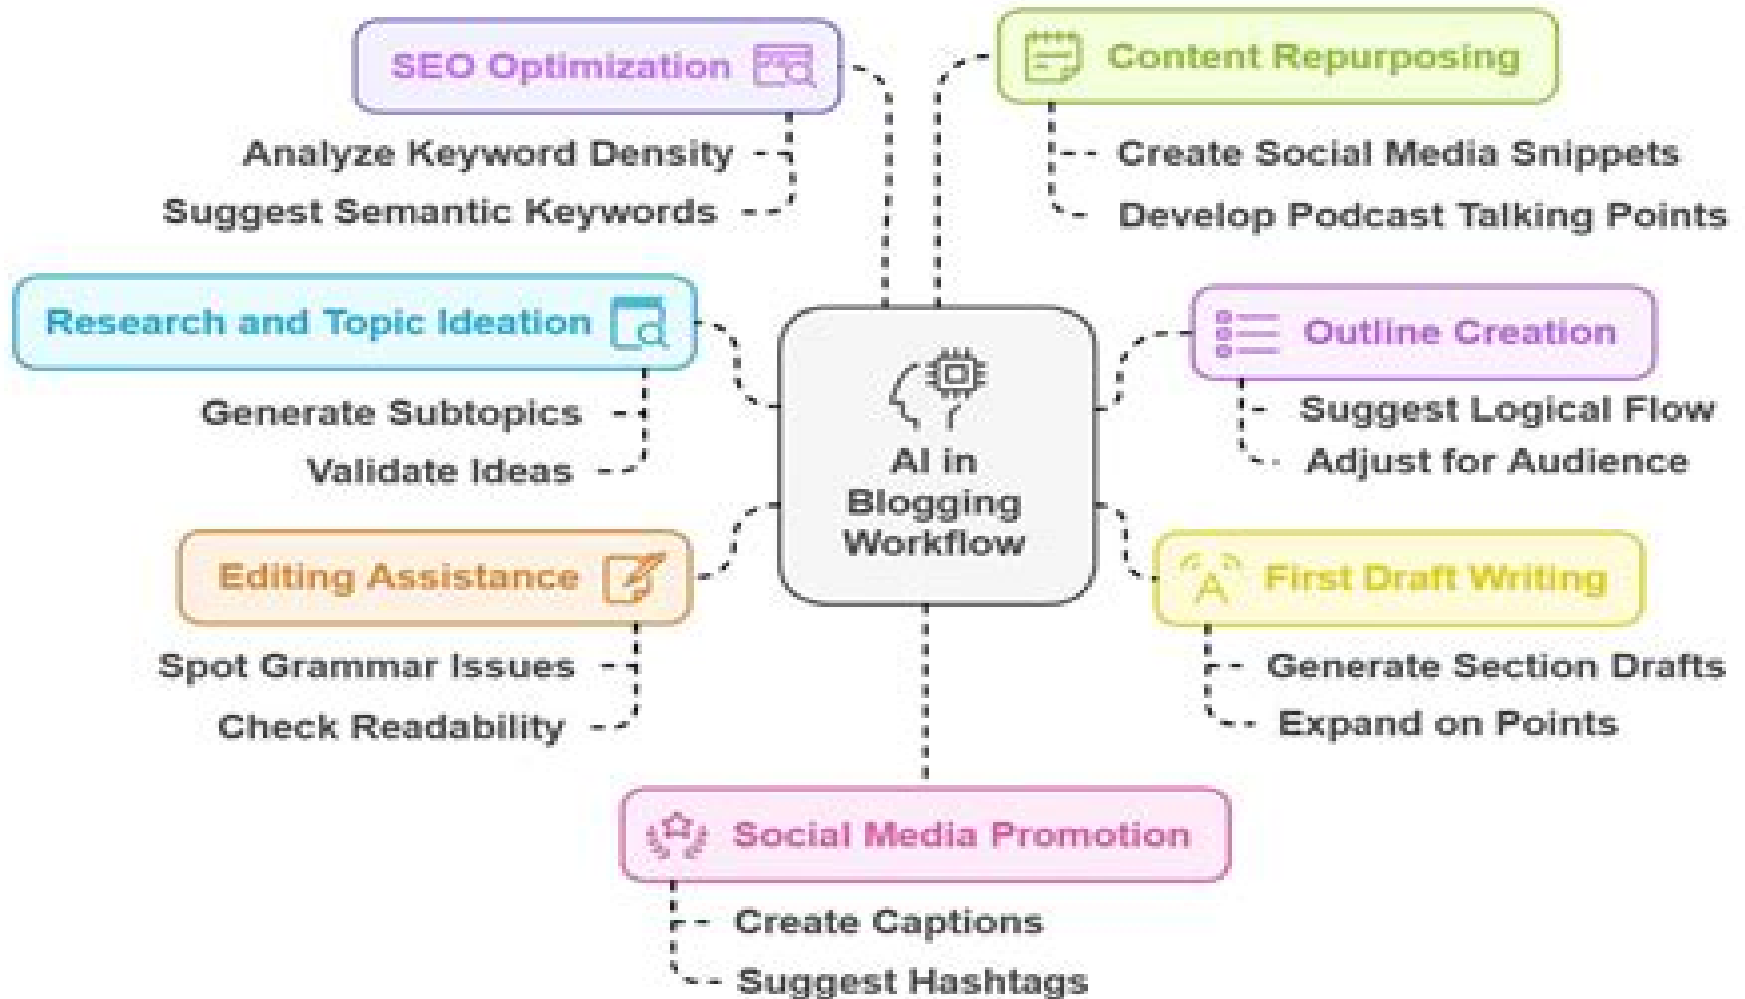 SEO Optimization
Analyze Keyword Density
Suggest Semantic Keywords
Content Repurposing
Create Social Media Snippets
Develop Podcast Talking Points
Research and Topic Ideation
Generate Subtopics
Validate Ideas
Outline Creation
Suggest Logical Flow
Adjust for Audience
AI in
Blogging
Workflow
Editing Assistance
Spot Grammar Issues
Check Readability
First Draft Writing
Generate Section Drafts
Expand on Points
Social Media Promotion
Create Captions
Suggest Hashtags